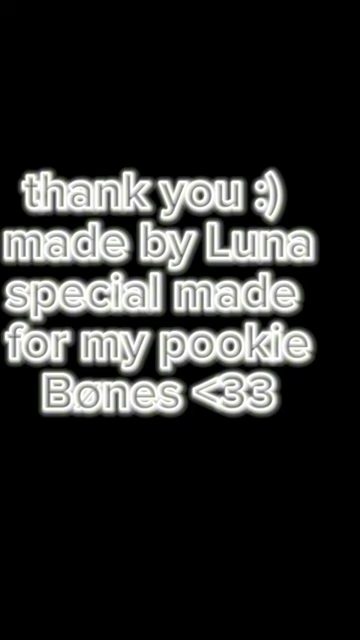 thank you :)
made by Luna
special made
for my pookie
Bønes <33